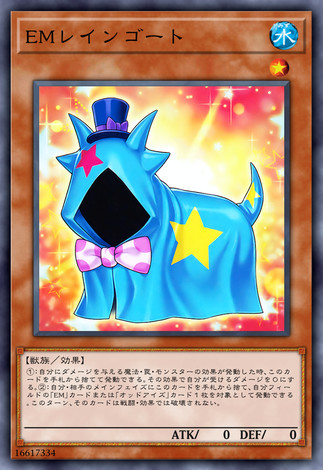 EMレインゴート
水
【獣族/効果】
①:自分にダメージを与える魔法・罠・モンスターの効果が発動した時、このカ
ードを手札から捨てて発動できる。その効果で自分が受けるダメージを0にす
る。②:自分・相手のメインフェイズにこのカードを手札から捨て、自分フィー
ルドの「EM」カードまたは「オッドアイズ」カード1枚を対象として発動できる
。このターン、そのカードは戦闘・効果では破壊されない。
ATK/ 0 DEF/ 0
16617334